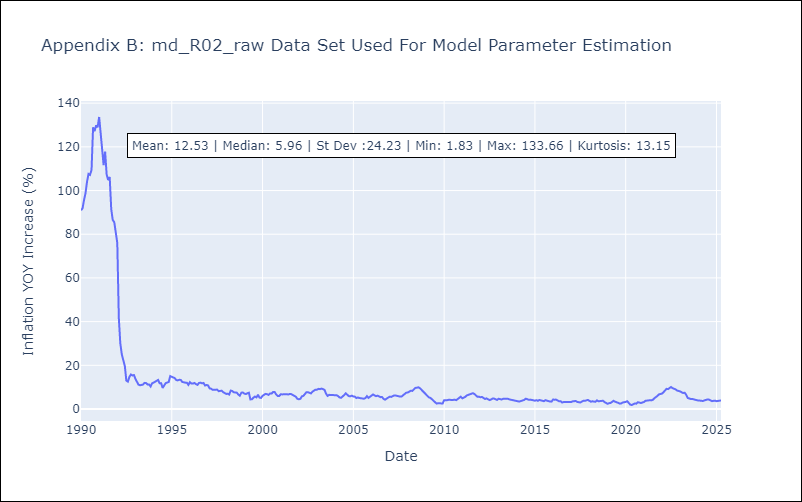 Appendix B: md_R02_raw Data Set Used For Model Parameter Estimation
140
120
100
80
60
40
20
0
Mean: 12.53 | Median: 5.96 | St Dev :24.23 | Min: 1.83 | Max: 133.66 | Kurtosis: 13.15
Inflation YOY Increase (%)
1990 1995 2000 2005 2010 2015 2020 2025
Date